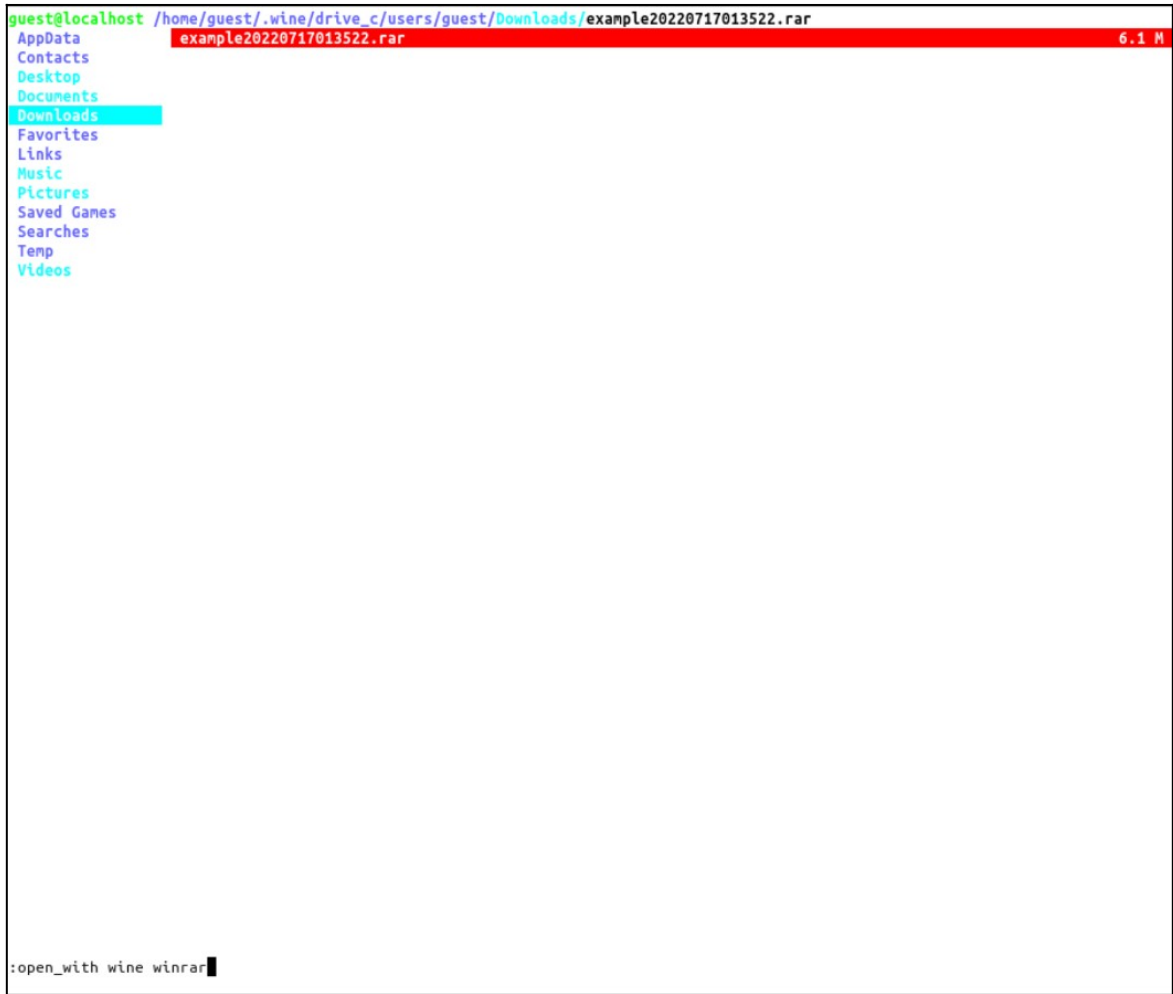 guest@localhost /home/guest/.wine/drive_c/users/guest/Downloads/example20220717013522.rar
AppData example20220717013522.rar 6.1 M
Contacts
Desktop
Documents
Downloads
Favorites
Links
Music
Pictures
Saved Games
Searches
Temp
Videos
:open_with wine winrar